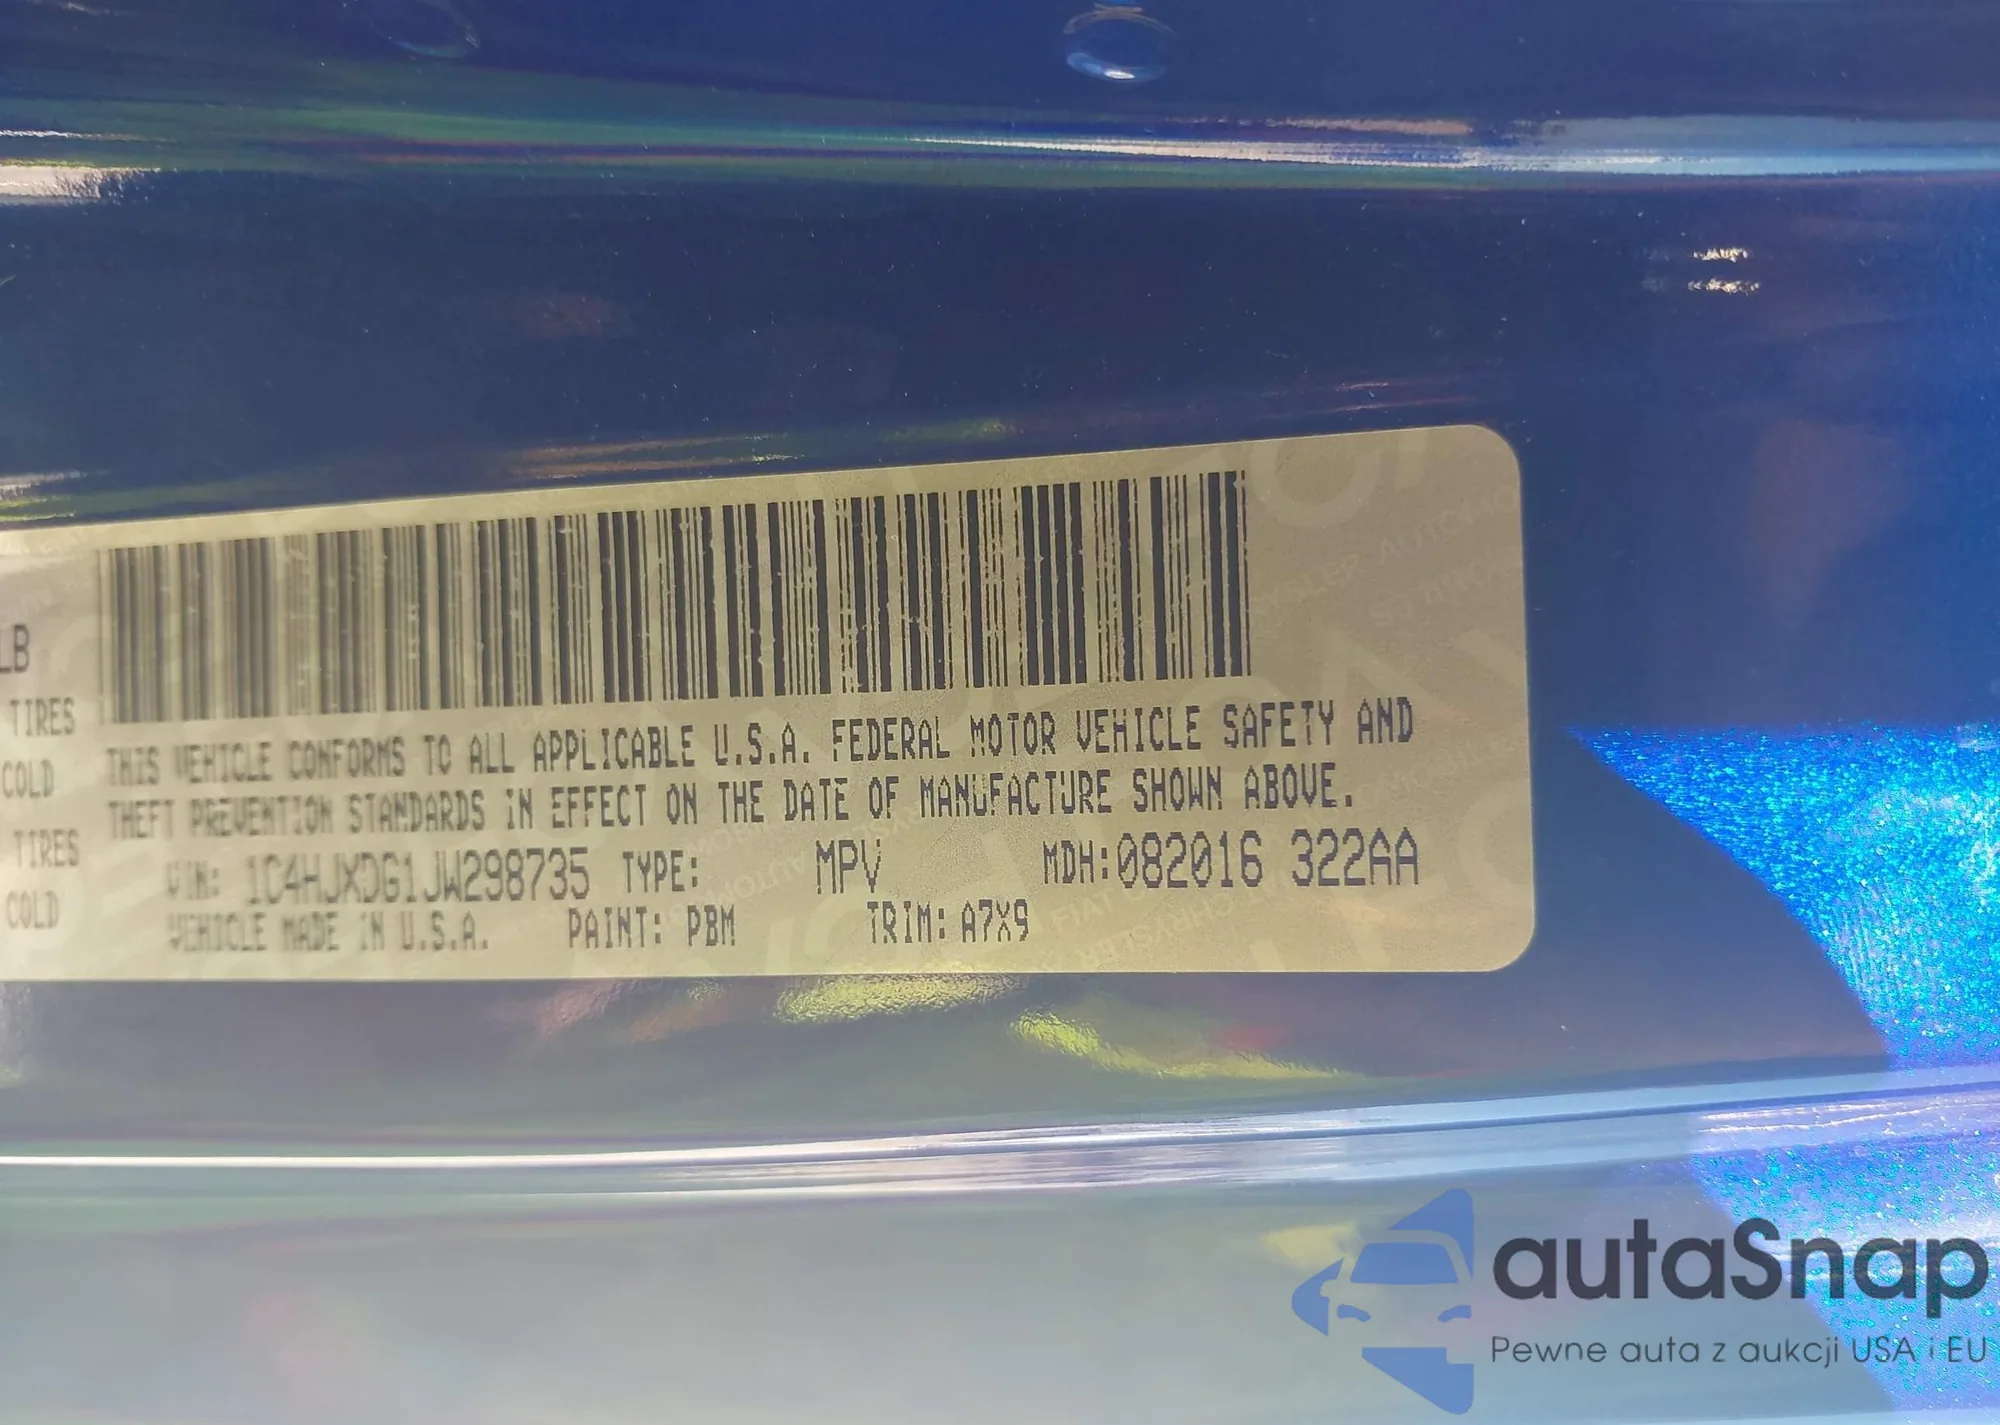 LB
TIRES
COLD
TIRES
COLD
THIS VEHICLE CONFORMS TO ALL APPLICABLE U.S.A. FEDERAL MOTOR VEHICLE SAFETY AND
THEFT PREVENTION STANDARDS IN EFFECT ON THE DATE OF MANUFACTURE SHOWN ABOVE.
VIN: 1C4HJXDG1JW298735 TYPE: MPV MDH:082016 322AA
VEHICLE MADE IN U.S.A. PAINT: PBM TRIM: A7X9
autaSnap
Pewne auta z aukcji USA i EU